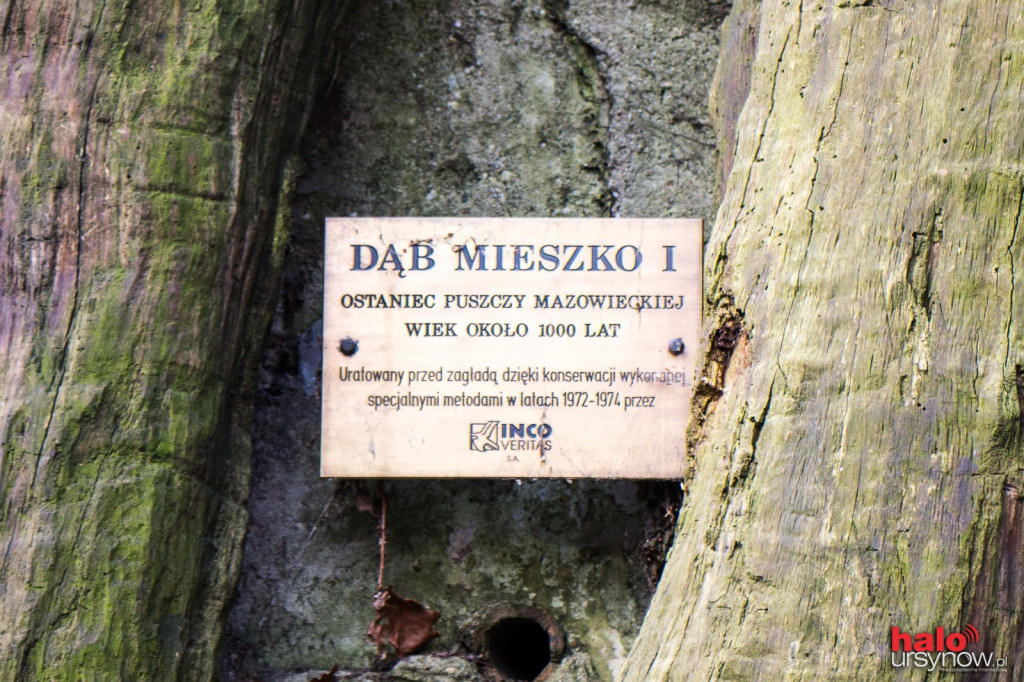 DĄB MIESZKO I
OSTANIEC PUSZCZY MAZOWIECKIEJ
WIEK OKOŁO 1000 LAT
Uratowany przed zagładą dzięki konserwacji wykonanej
specjalnymi metodami w latach 1972-1974 przez
INCO
VERITAS
S.A.
halo
ursynow.pl